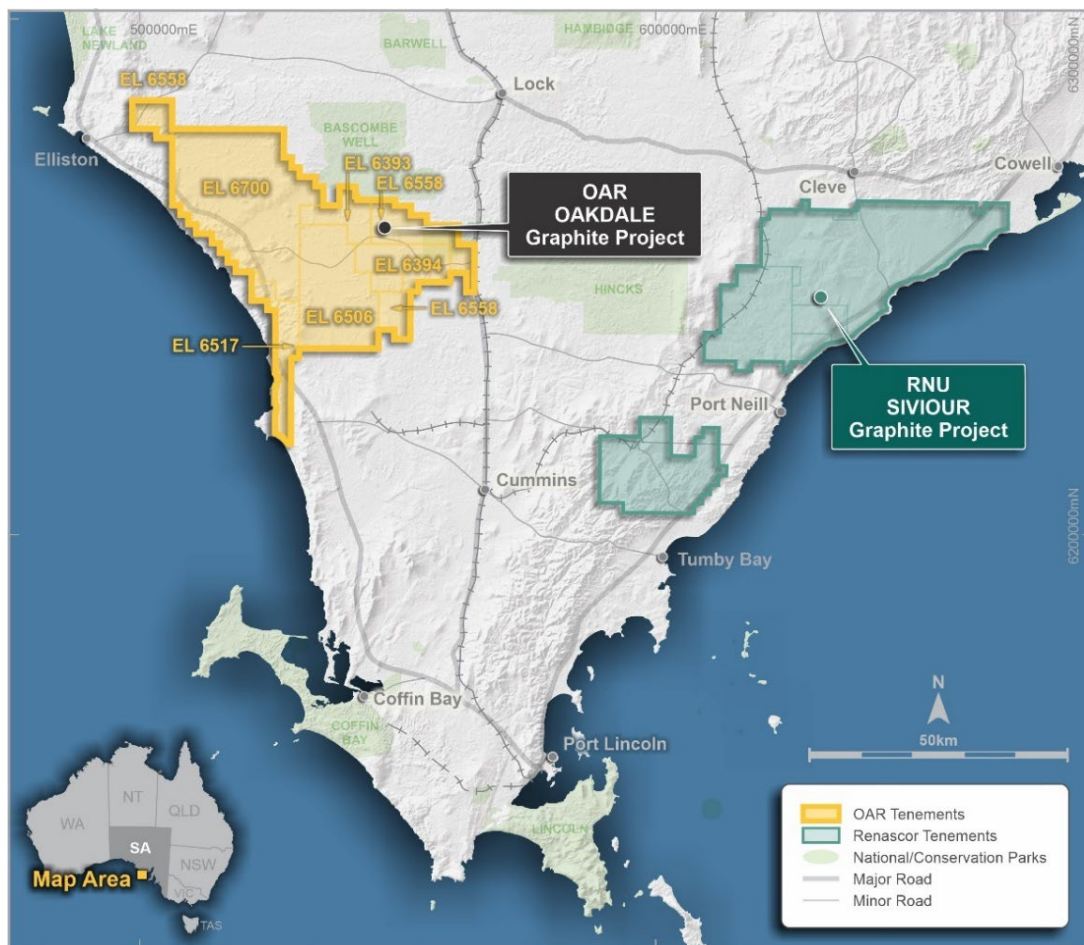 LAKE
NEWLAND
500000mE
BARWELL
HAMBIDGE
600000mE
6300000mN
EL 6558
Lock
Elliston
BASCOMBE
WELL
EL 6393
EL 6558
EL 6700
OAR
OAKDALE
Graphite Project
Cleve
Cowell
EL 6394
HINCKS
EL 6506
EL 6558
EL 6517
RNU
SIVIOUR
Graphite Project
Port Neill
Cummins
6200000mN
Tumby Bay
Coffin Bay
COFFIN
BAY
Port Lincoln
LINCOLN
N
50km
NT
QLD
WA
SA
NSW
VIC
TAS
Map Area
OAR Tenements
Renascor Tenements
National/Conservation Parks
Major Road
Minor Road